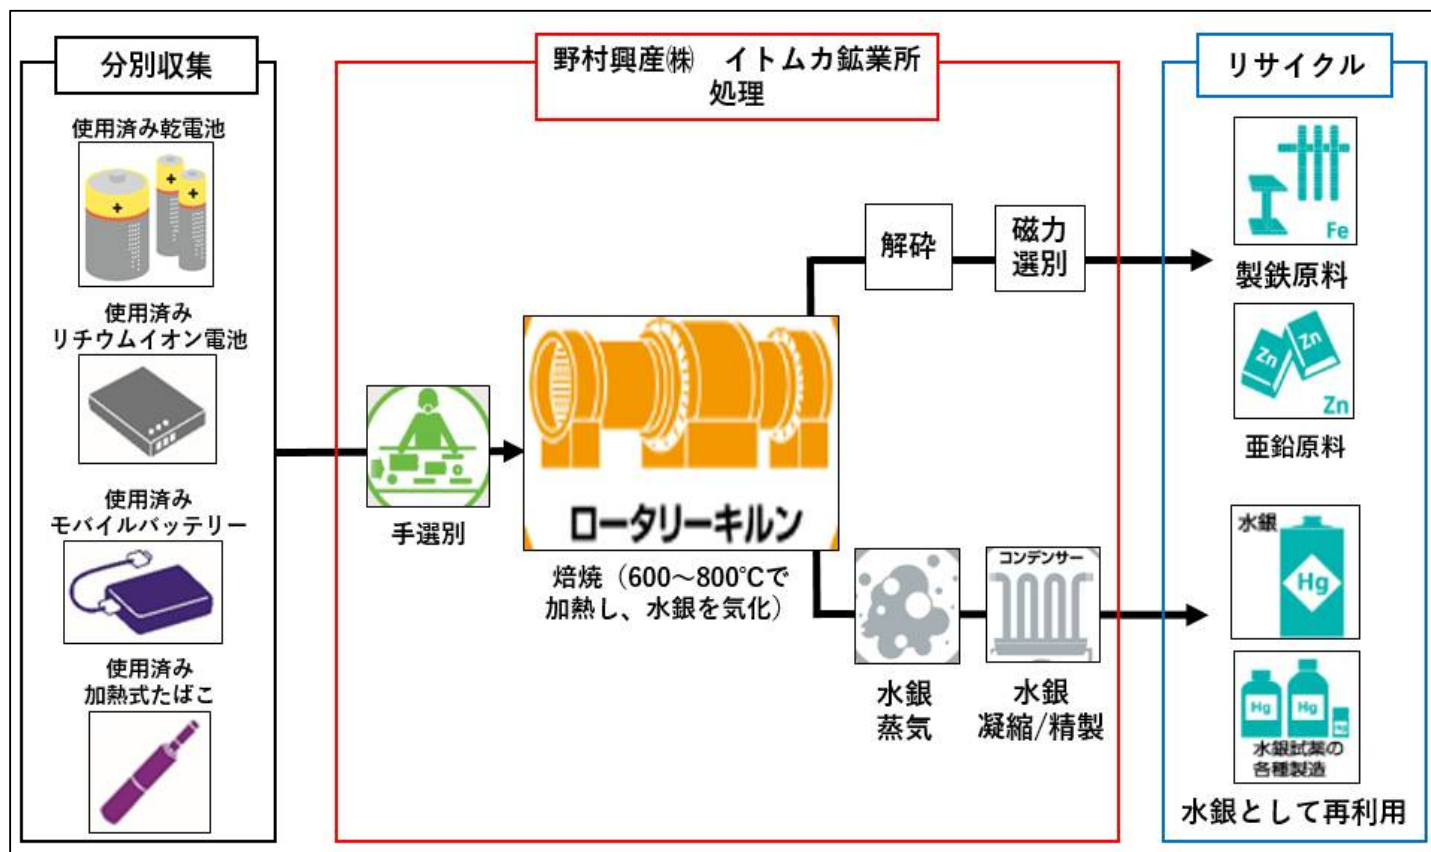 分別収集
使用済み乾電池
使用済み
リチウムイオン電池
使用済み
モバイルバッテリー
使用済み
加熱式たばこ
野村興産㈱　イトムカ鉱業所
処理
手選別
ロータリーキルン
焙焼（600～800℃で
加熱し、水銀を気化）
解砕
磁力
選別
水銀
蒸気
コンデンサー
水銀
凝縮/精製
リサイクル
Fe
製鉄原料
Zn
Zn
Zn
亜鉛原料
水銀
Hg
Hg
Hg
水銀試薬の
各種製造
水銀として再利用